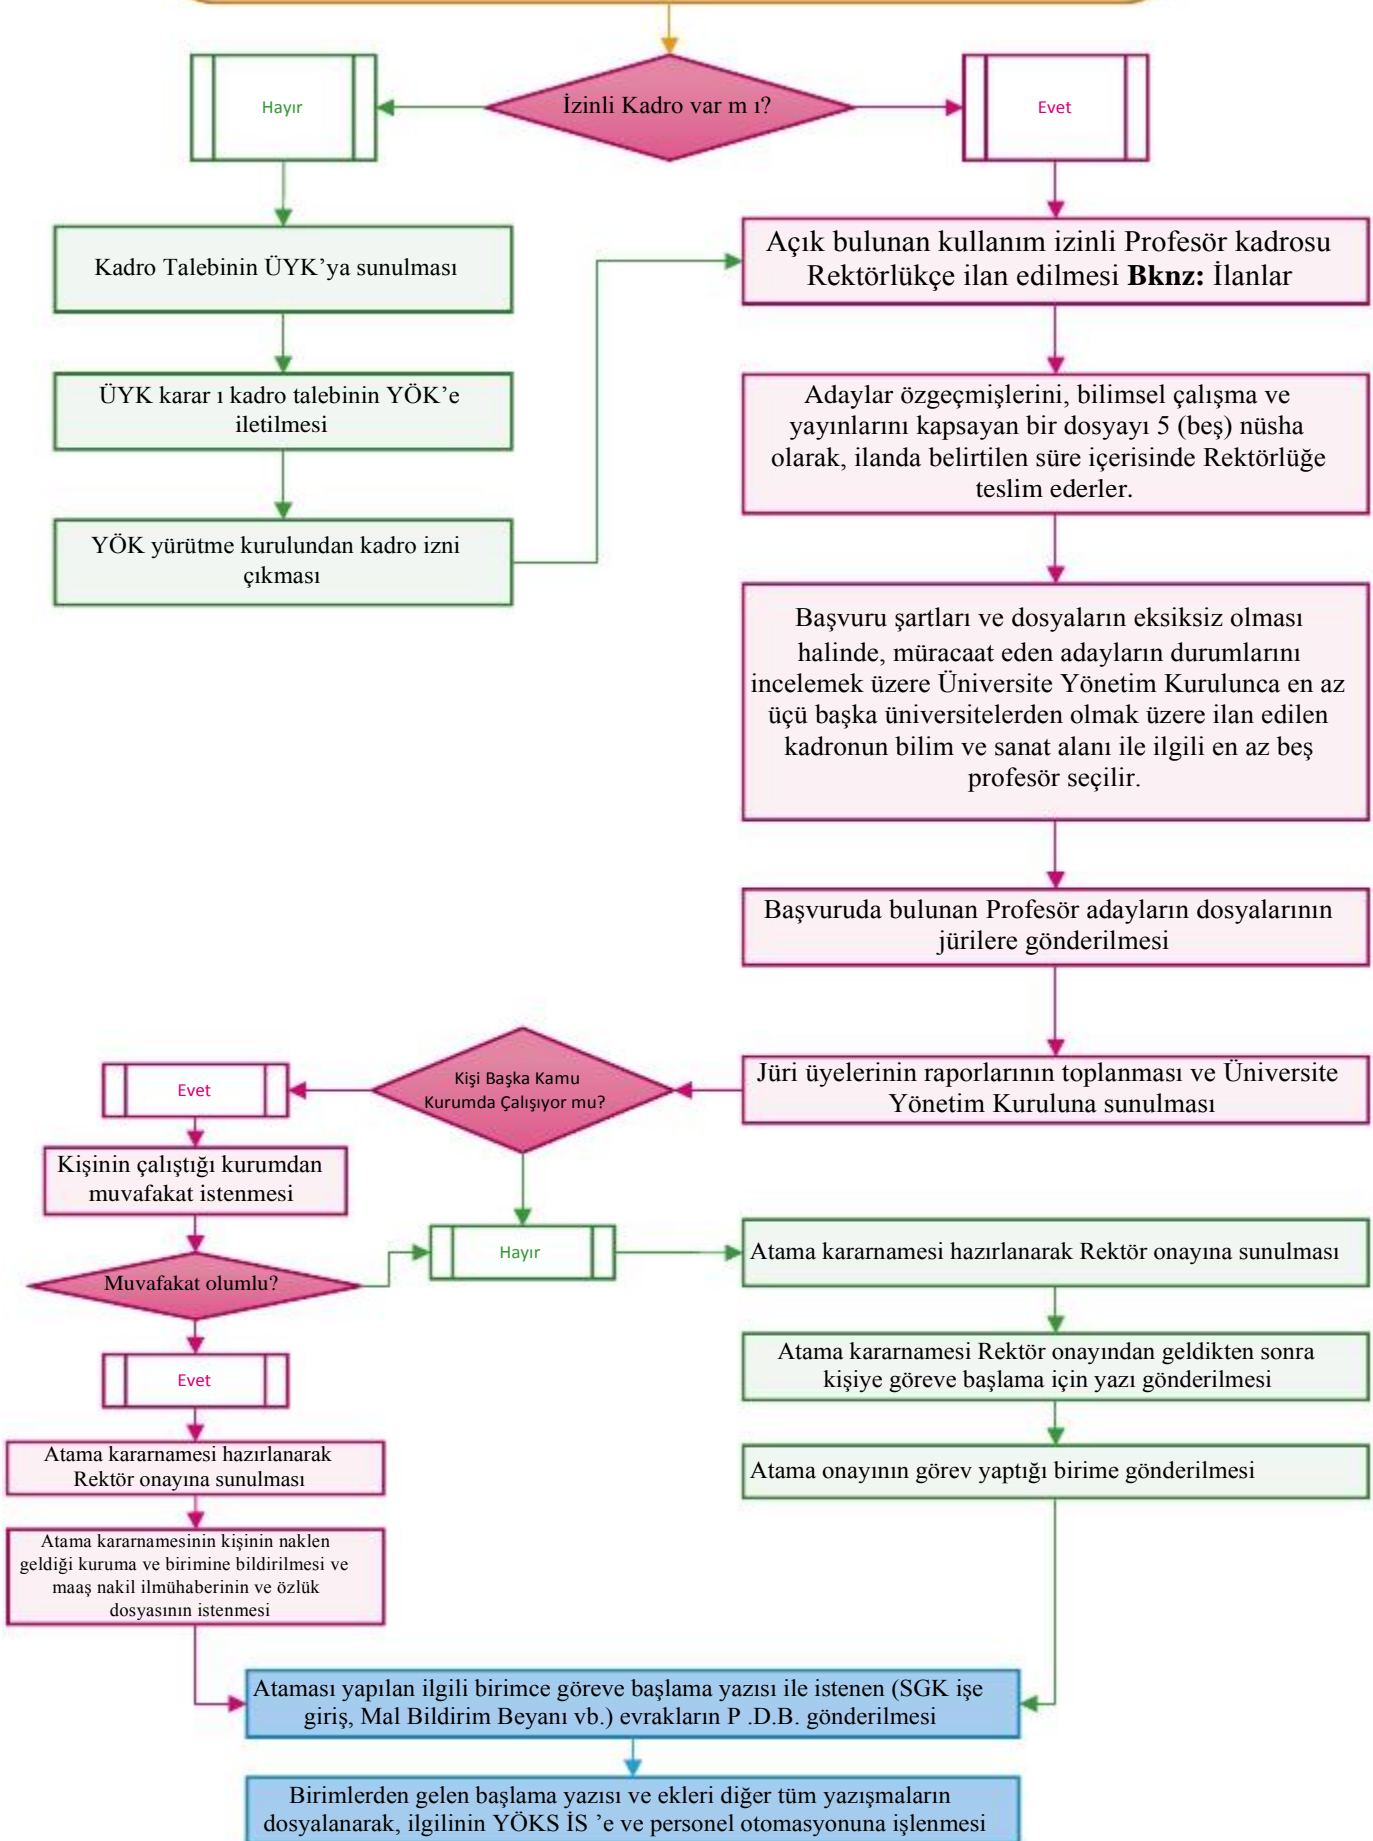 İzinli Kadro var m ı?
Hayır
Evet
Kadro Talebinin ÜYK’ya sunulması
ÜYK karar ı kadro talebinin YÖK’e
iletilmesi
YÖK yürütme kurulundan kadro izni
çıkması
Açık bulunan kullanım izinli Profesör kadrosu
Rektörlükçe ilan edilmesi Bknz: İlanlar
Adaylar özgeçmişlerini, bilimsel çalışma ve
yayınlarını kapsayan bir dosyayı 5 (beş) nüsha
olarak, ilanda belirtilen süre içerisinde Rektörlüğe
teslim ederler.
Başvuru şartları ve dosyaların eksiksiz olması
halinde, müracaat eden adayların durumlarını
incelemek üzere Üniversite Yönetim Kurulunca en az
üçü başka üniversitelerden olmak üzere ilan edilen
kadronun bilim ve sanat alanı ile ilgili en az beş
profesör seçilir.
Başvuruda bulunan Profesör adayların dosyalarının
jürilere gönderilmesi
Jüri üyelerinin raporlarının toplanması ve Üniversite
Yönetim Kuruluna sunulması
Kişi Başka Kamu
Kurumda Çalışıyor mu?
Evet
Kişinin çalıştığı kurumdan
muvafakat istenmesi
Muvafakat olumlu?
Hayır
Evet
Atama kararnamesi hazırlanarak
Rektör onayına sunulması
Atama kararnamesinin kişinin naklen
geldiği kuruma ve birimine bildirilmesi ve
maaş nakil ilmühaberinin ve özlük
dosyasının istenmesi
Atama kararnamesi hazırlanarak Rektör onayına sunulması
Atama kararnamesi Rektör onayından geldikten sonra
kişiye göreve başlama için yazı gönderilmesi
Atama onayının görev yaptığı birime gönderilmesi
Ataması yapılan ilgili birimce göreve başlama yazısı ile istenen (SGK işe
giriş, Mal Bildirim Beyanı vb.) evrakların P .D.B. gönderilmesi
Birimlerden gelen başlama yazısı ve ekleri diğer tüm yazışmaların
dosyalanarak, ilgilinin YÖKS İS ’e ve personel otomasyonuna işlenmesi